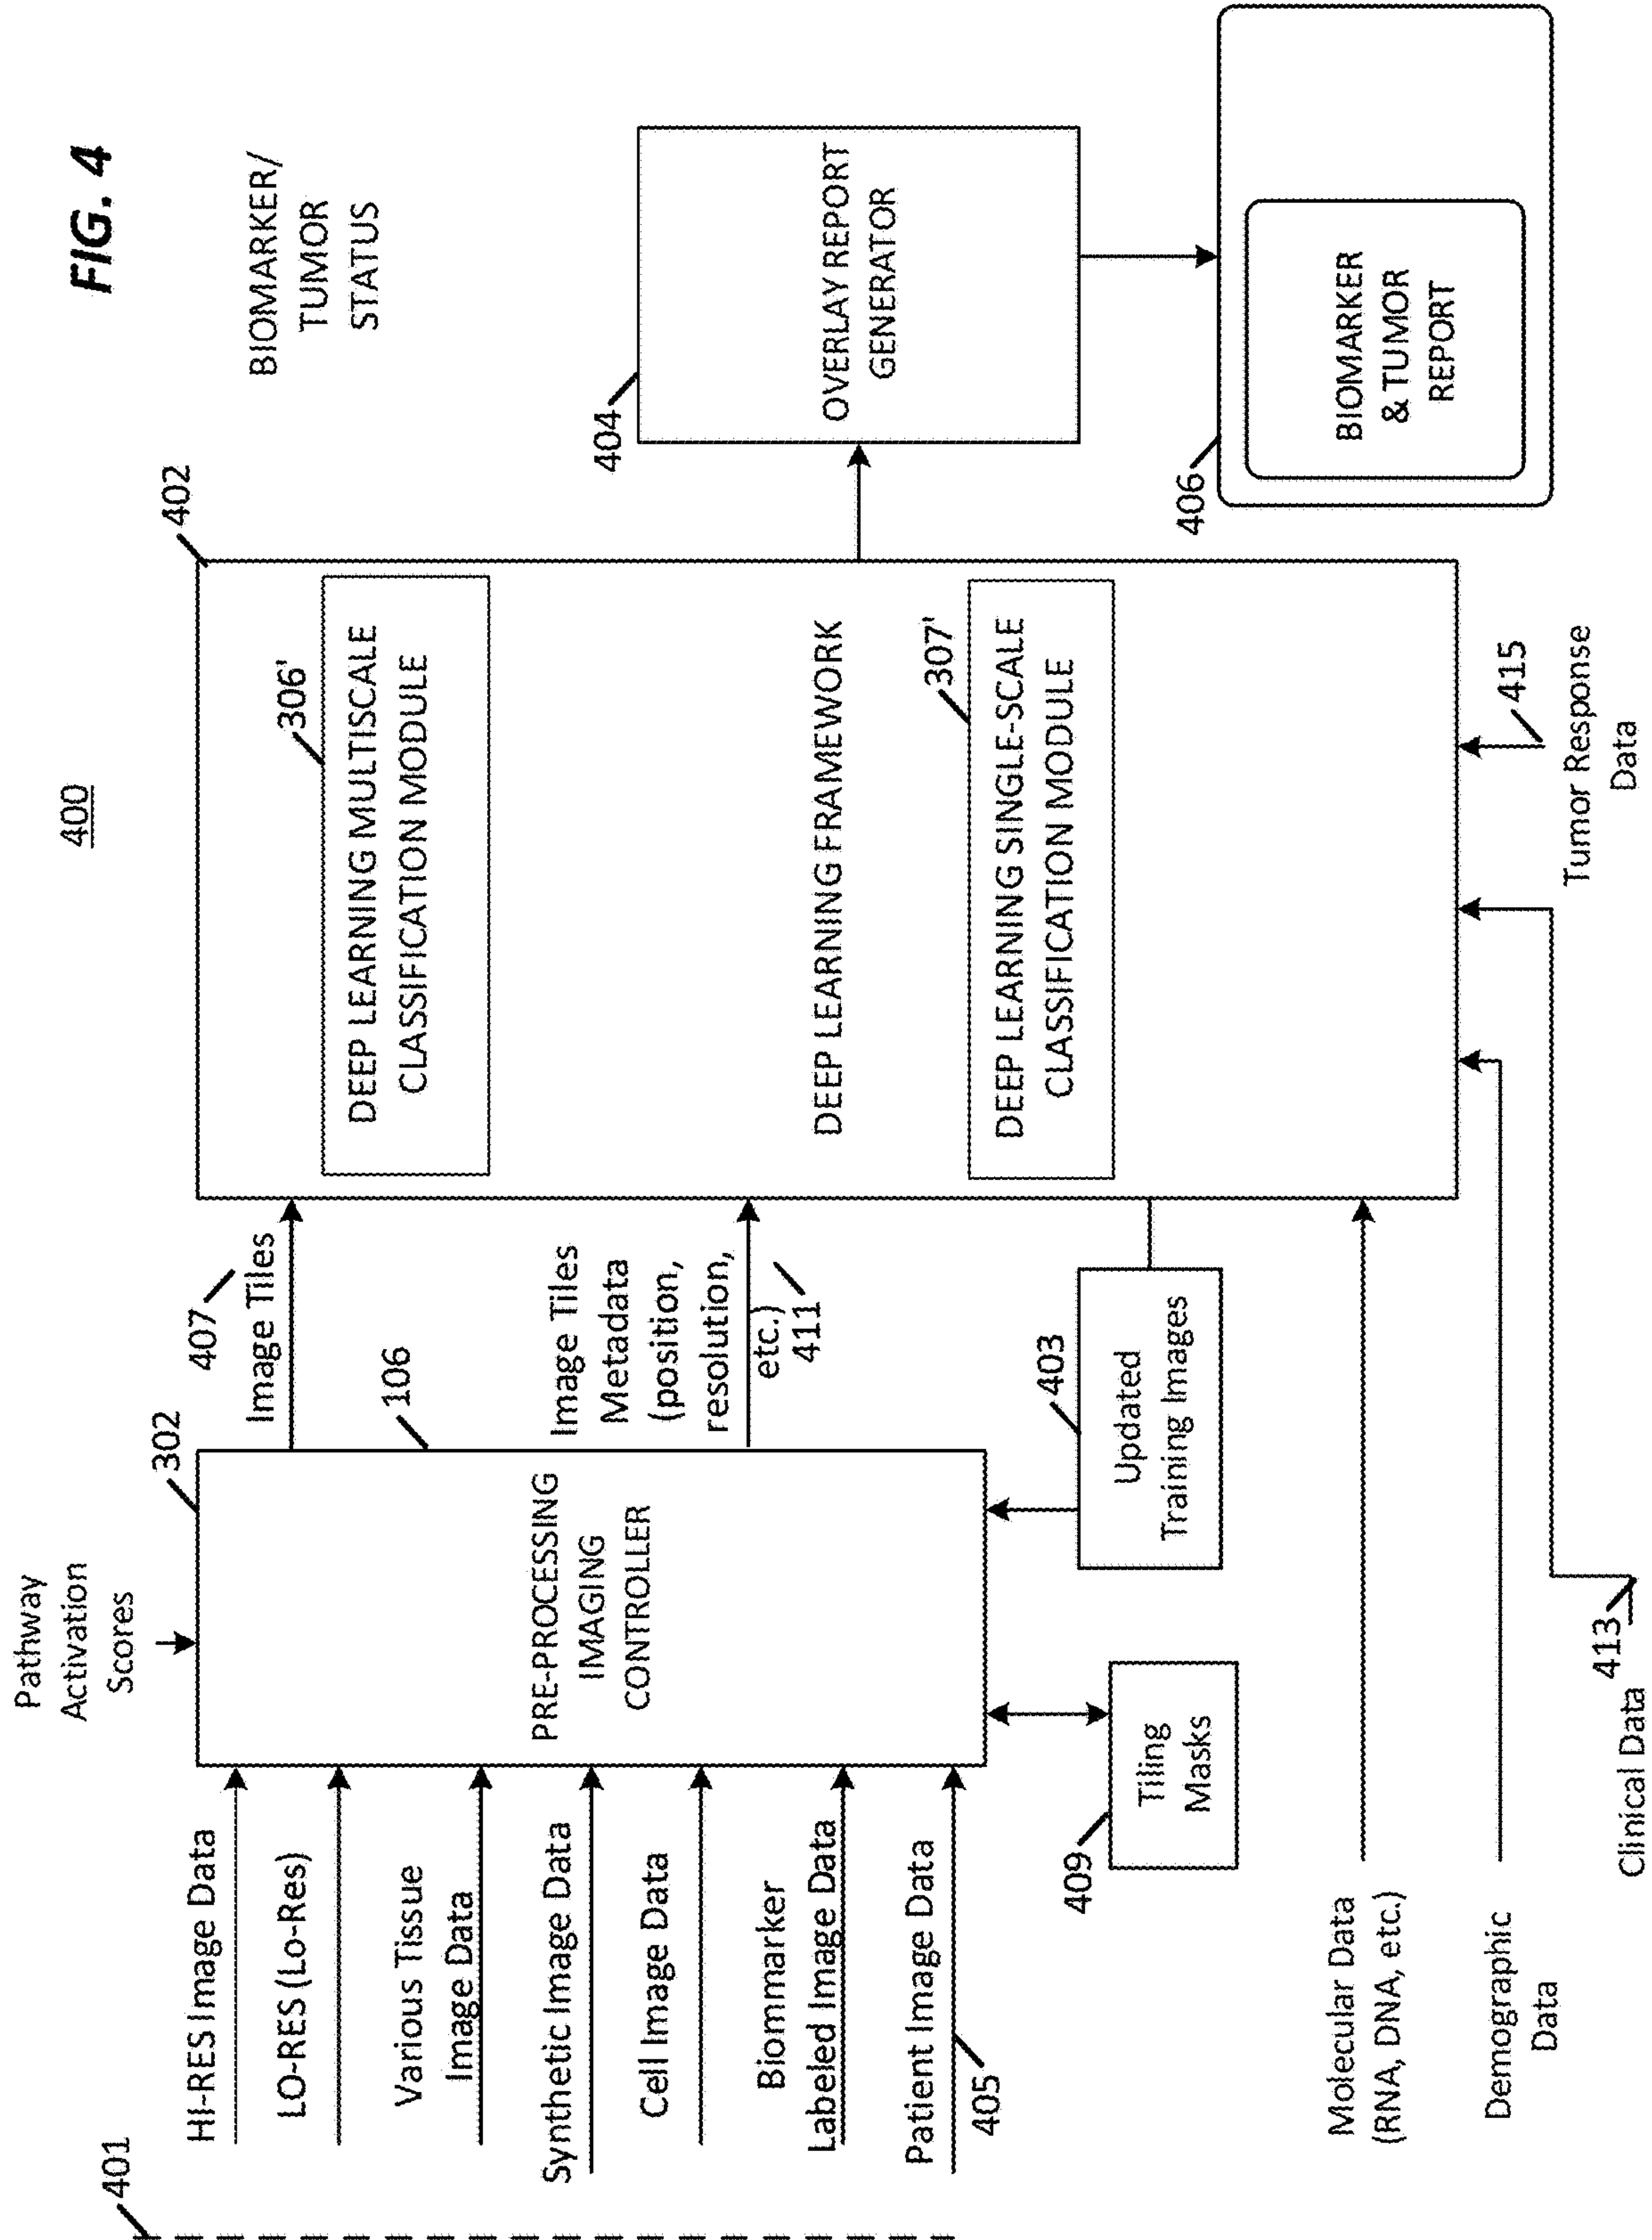 400
FIG. 4
401
HI-RES Image Data
LO-RES (Lo-Res)
Various Tissue
Image Data
Synthetic Image Data
Cell Image Data
Biommarker
Labeled Image Data
Patient Image Data
405
Pathway
Activation
Scores
302
106
PRE-PROCESSING
IMAGING
CONTROLLER
409
Tiling
Masks
403
Updated
Training Images
407
Image Tiles
Image Tiles
Metadata
(position,
resolution,
etc.)
411
402
306'
DEEP LEARNING MULTISCALE
CLASSIFICATION MODULE
DEEP LEARNING FRAMEWORK
307'
DEEP LEARNING SINGLE-SCALE
CLASSIFICATION MODULE
Molecular Data
(RNA, DNA, etc.)
Demographic
Data
Clinical Data
413
415
Tumor Response
Data
BIOMARKER/
TUMOR
STATUS
404
OVERLAY REPORT
GENERATOR
406
BIOMARKER
& TUMOR
REPORT